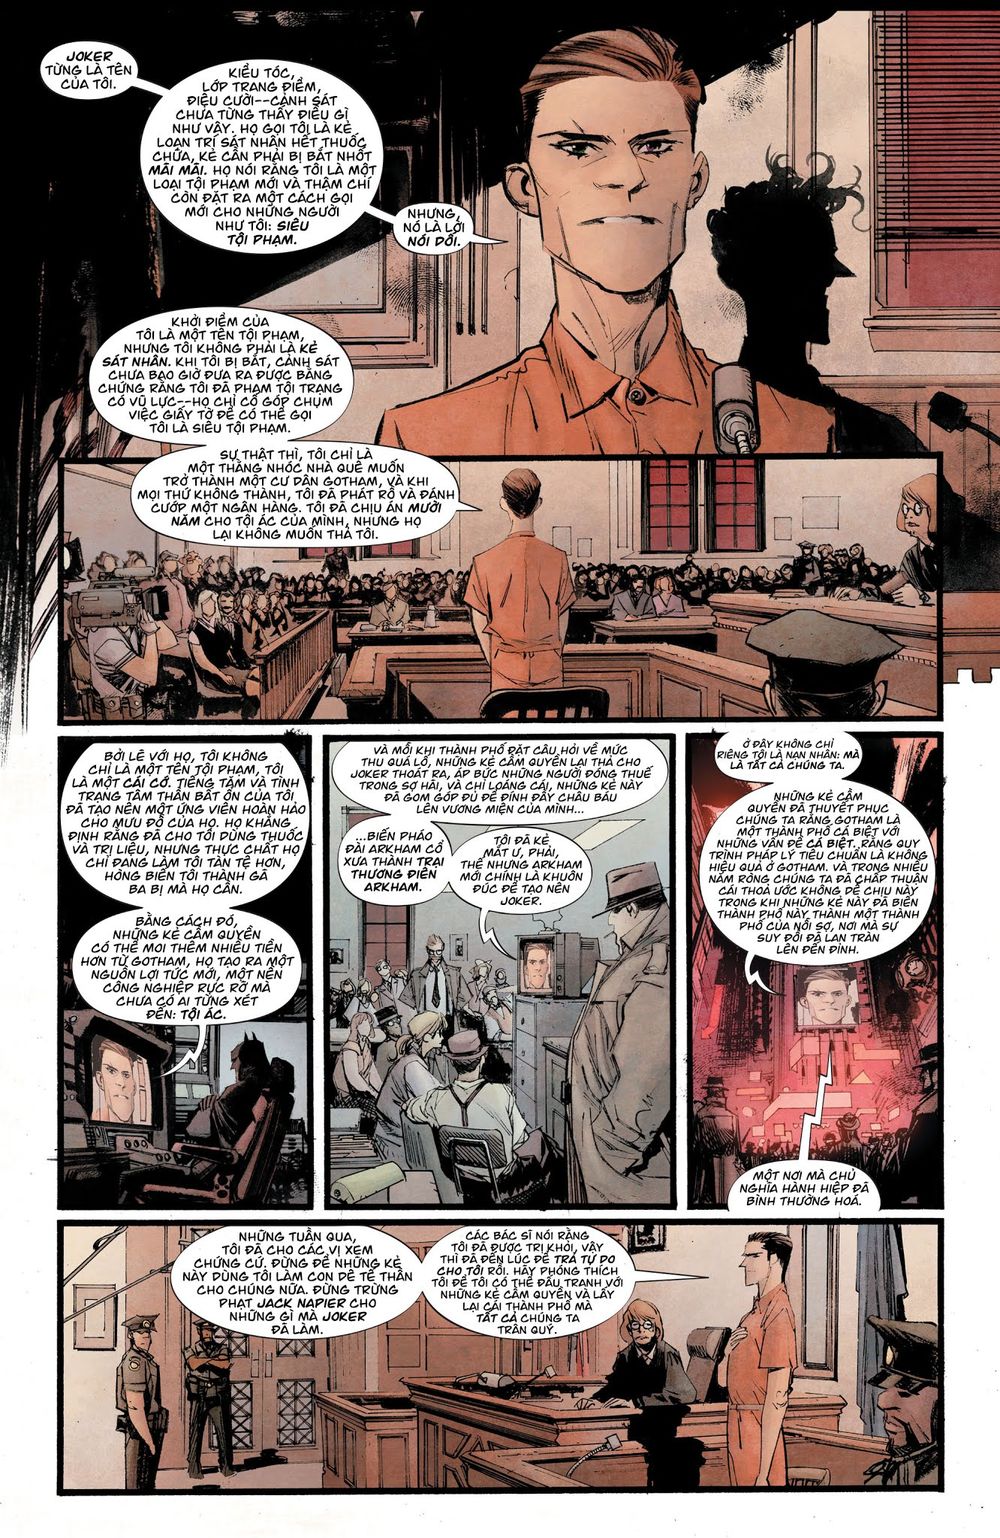 JOKER
TỪNG LÀ TÊN
CỦA TÔI.
KIỂU TÓC,
LỚP TRANG ĐIỂM,
ĐIỆU CƯỜI--CẢNH SÁT
CHƯA TỪNG THẤY ĐIỀU GÌ
NHƯ VẬY. HỌ GỌI TÔI LÀ KẺ
LOẠN TRÍ SÁT NHÂN HẾT THUỐC
CHỮA, KẺ CẦN PHẢI BỊ BẮT NHỐT
MÃI MÃI. HỌ NÓI RẰNG TÔI LÀ MỘT
LOẠI TỘI PHẠM MỚI VÀ THẬM CHÍ
CÒN ĐẶT RA MỘT CÁCH GỌI
MỚI CHO NHỮNG NGƯỜI
NHƯ TÔI: SIÊU
TỘI PHẠM.
NHƯNG,
NÓ LÀ LỜI
NÓI DỐI.
KHỞI ĐIỂM CỦA
TÔI LÀ MỘT TÊN TỘI PHẠM,
NHƯNG TÔI KHÔNG PHẢI LÀ KẺ
SÁT NHÂN. KHI TÔI BỊ BẮT, CẢNH SÁT
CHƯA BAO GIỜ ĐƯA RA ĐƯỢC BẰNG
CHỨNG RẰNG TÔI ĐÃ PHẠM TỘI TRẠNG
CÓ VŨ LỰC--HỌ CHỈ CỐ GÓP CHỤM
VIỆC GIẤY TỜ ĐỂ CÓ THỂ GỌI
TÔI LÀ SIÊU TỘI PHẠM.
SỰ THẬT THÌ, TÔI CHỈ LÀ
MỘT THẰNG NHÓC NHÀ QUÊ MUỐN
TRỞ THÀNH MỘT CƯ DÂN GOTHAM, VÀ KHI
MỌI THỨ KHÔNG THÀNH, TÔI ĐÃ PHÁT RỒ VÀ ĐÁNH
CƯỚP MỘT NGÂN HÀNG. TÔI ĐÃ CHỊU ÁN MƯỜI
NĂM CHO TỘI ÁC CỦA MÌNH, NHƯNG HỌ
LẠI KHÔNG MUỐN THẢ TÔI.
BỞI LẼ VỚI HỌ, TÔI KHÔNG
CHỈ LÀ MỘT TÊN TỘI PHẠM, TÔI
LÀ MỘT CÁI CỚ. TIẾNG TĂM VÀ TÌNH
TRẠNG TÂM THẦN BẤT ỔN CỦA TÔI
ĐÃ TẠO NÊN MỘT ỨNG VIÊN HOÀN HẢO
CHO MƯU ĐỒ CỦA HỌ. HỌ KHẲNG
ĐỊNH RẰNG ĐÃ CHO TÔI DÙNG THUỐC
VÀ TRỊ LIỆU, NHƯNG THỰC CHẤT HỌ
CHỈ ĐANG LÀM TÔI TÀN TỆ HƠN,
HÒNG BIẾN TÔI THÀNH GÃ
BA BỊ MÀ HỌ CẦN.
BẰNG CÁCH ĐÓ,
NHỮNG KẺ CẦM QUYỀN
CÓ THỂ MOI THÊM NHIỀU TIỀN
HƠN TỪ GOTHAM, HỌ TẠO RA MỘT
NGUỒN LỢI TỨC MỚI, MỘT NỀN
CÔNG NGHIỆP RỰC RỠ MÀ
CHƯA CÓ AI TỪNG XÉT
ĐẾN: TỘI ÁC.
VÀ MỖI KHI THÀNH PHỐ ĐẶT CÂU HỎI VỀ MỨC
THU QUÁ LỐ, NHỮNG KẺ CẦM QUYỀN LẠI THẢ CHO
JOKER THOÁT RA, ÁP BỨC NHỮNG NGƯỜI ĐÓNG THUẾ
TRONG SỢ HÃI, VÀ CHỈ LOÁNG CÁI, NHỮNG KẺ NÀY
ĐÃ GOM GÓP ĐỦ ĐỂ ĐÍNH ĐẦY CHÂU BÁU
LÊN VƯƠNG MIỆN CỦA MÌNH...
...BIẾN PHÁO
ĐÀI ARKHAM CỔ
XƯA THÀNH TRẠI
THƯƠNG ĐIÊN
ARKHAM.
TÔI ĐÃ KẺ
MẤT Ư, PHẢI,
THẾ NHƯNG ARKHAM
MỚI CHÍNH LÀ KHUÔN
ĐÚC ĐỂ TẠO NÊN
JOKER.
Ở ĐÂY KHÔNG CHỈ
RIÊNG TÔI LÀ NẠN NHÂN: MÀ
LÀ TẤT CẢ CHÚNG TA.
NHỮNG KẺ CẦM
QUYỀN ĐÃ THUYẾT PHỤC
CHÚNG TA RẰNG GOTHAM LÀ
MỘT THÀNH PHỐ CÁ BIỆT VỚI
NHỮNG VẤN ĐỀ CÁ BIỆT. RẰNG QUY
TRÌNH PHÁP LÝ TIÊU CHUẨN LÀ KHÔNG
HIỆU QUẢ Ở GOTHAM. VÀ TRONG NHIỀU
NĂM RÒNG CHÚNG TA ĐÃ CHẤP THUẬN
CÁI THOẢ ƯỚC KHÔNG DỄ CHỊU NÀY
TRONG KHI NHỮNG KẺ NÀY ĐÃ BIẾN
THÀNH PHỐ NÀY THÀNH MỘT THÀNH
PHỐ CỦA NỖI SỢ, NƠI MÀ SỰ
SUY ĐỒI ĐÃ LAN TRÀN
LÊN ĐẾN ĐỈNH.
MỘT NƠI MÀ CHỦ
NGHĨA HÀNH HIỆP ĐÃ
BÌNH THƯỜNG HOÁ.
NHỮNG TUẦN QUA,
TÔI ĐÃ CHO CÁC VỊ XEM
CHỨNG CỨ. ĐỪNG ĐỂ NHỮNG KẺ
NÀY DÙNG TÔI LÀM CON DÊ TẾ THẦN
CHO CHÚNG NỮA. ĐỪNG TRỪNG
PHẠT JACK NAPIER CHO
NHỮNG GÌ MÀ JOKER
ĐÃ LÀM.
CÁC BÁC SĨ NÓI RẰNG
TÔI ĐÃ ĐƯỢC TRỊ KHỎI, VẬY
THÌ ĐÃ ĐẾN LÚC ĐỂ TRẢ TỰ DO
CHO TÔI RỒI. HÃY PHÓNG THÍCH
TÔI ĐỂ TÔI CÓ THỂ ĐẤU TRANH VỚI
NHỮNG KẺ CẦM QUYỀN VÀ LẤY
LẠI CÁI THÀNH PHỐ MÀ
TẤT CẢ CHÚNG TA
TRÂN QUÝ.